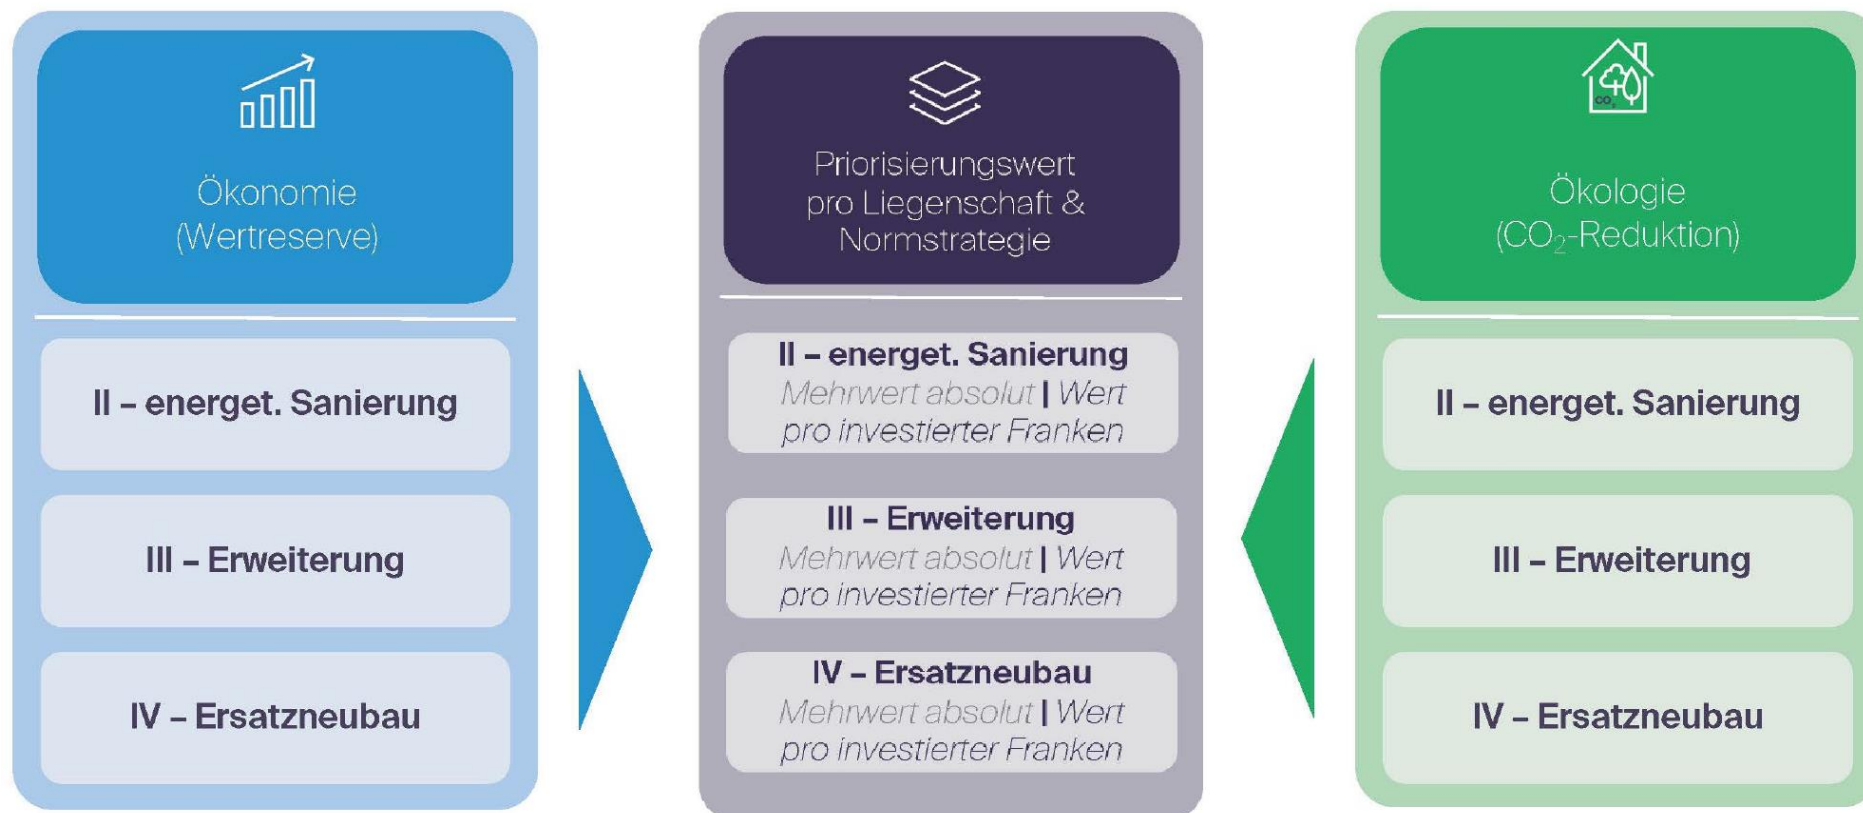 Ökonomie
(Wertreserve)
II – energet. Sanierung
III – Erweiterung
IV – Ersatzneubau
Priorisierungswert
pro Liegenschaft &
Normstrategie
II – energet. Sanierung
Mehrwert absolut | Wert
pro investierter Franken
III – Erweiterung
Mehrwert absolut | Wert
pro investierter Franken
IV – Ersatzneubau
Mehrwert absolut | Wert
pro investierter Franken
CO₂
Ökologie
(CO₂-Reduktion)
II – energet. Sanierung
III – Erweiterung
IV – Ersatzneubau